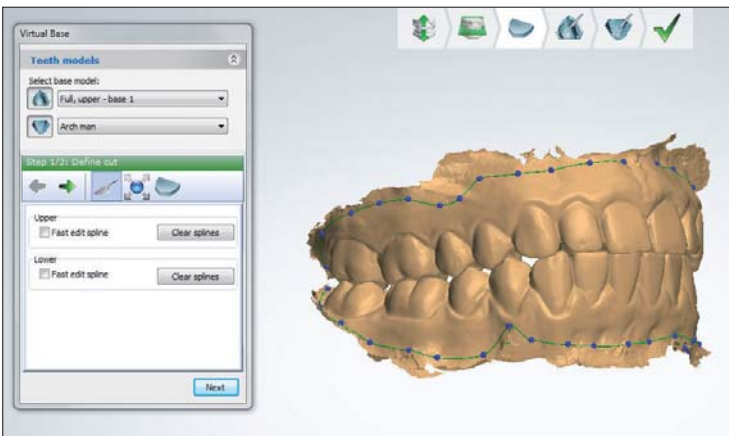 Virtual Base
Teeth models
Select base model:
Full, upper - base 1
Arch man
Step 1/3: Define cut
Upper
Fast edit spline
Clear splines
Lower
Fast edit spline
Clear splines
Next